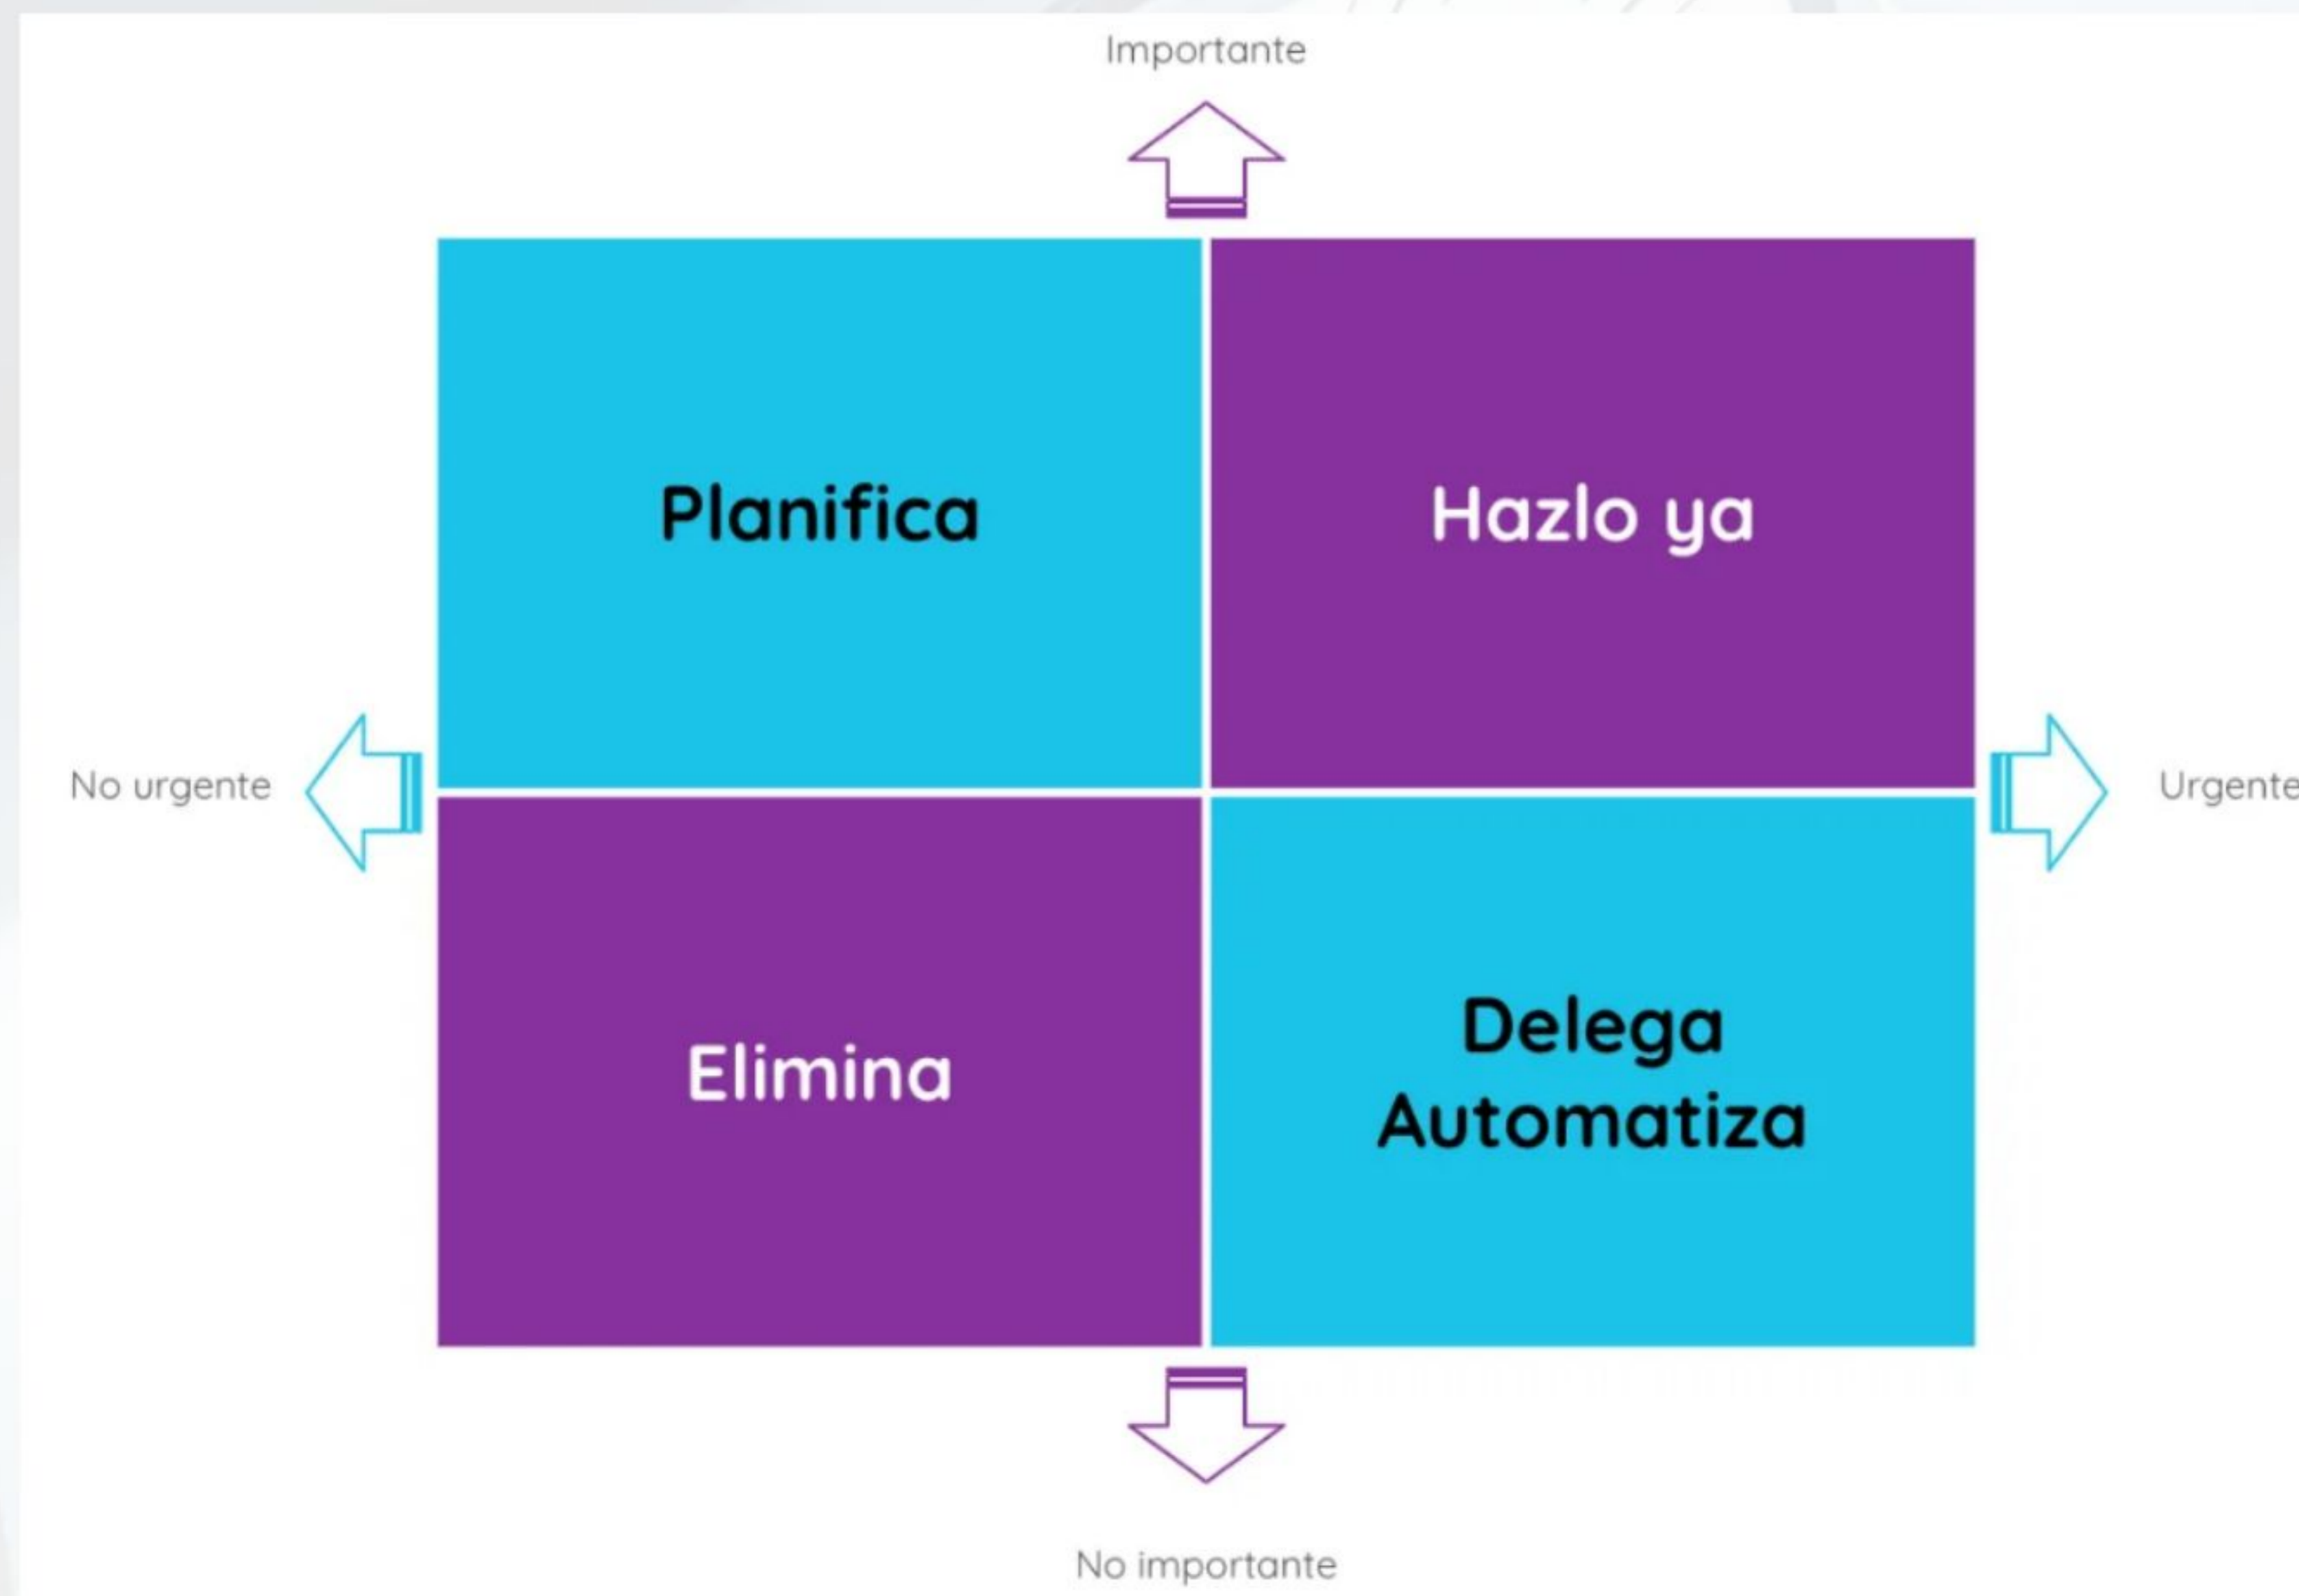 Importante
Planifica
Hazlo ya
No urgente
Urgente
Elimina
Delega
Automatiza
No importante